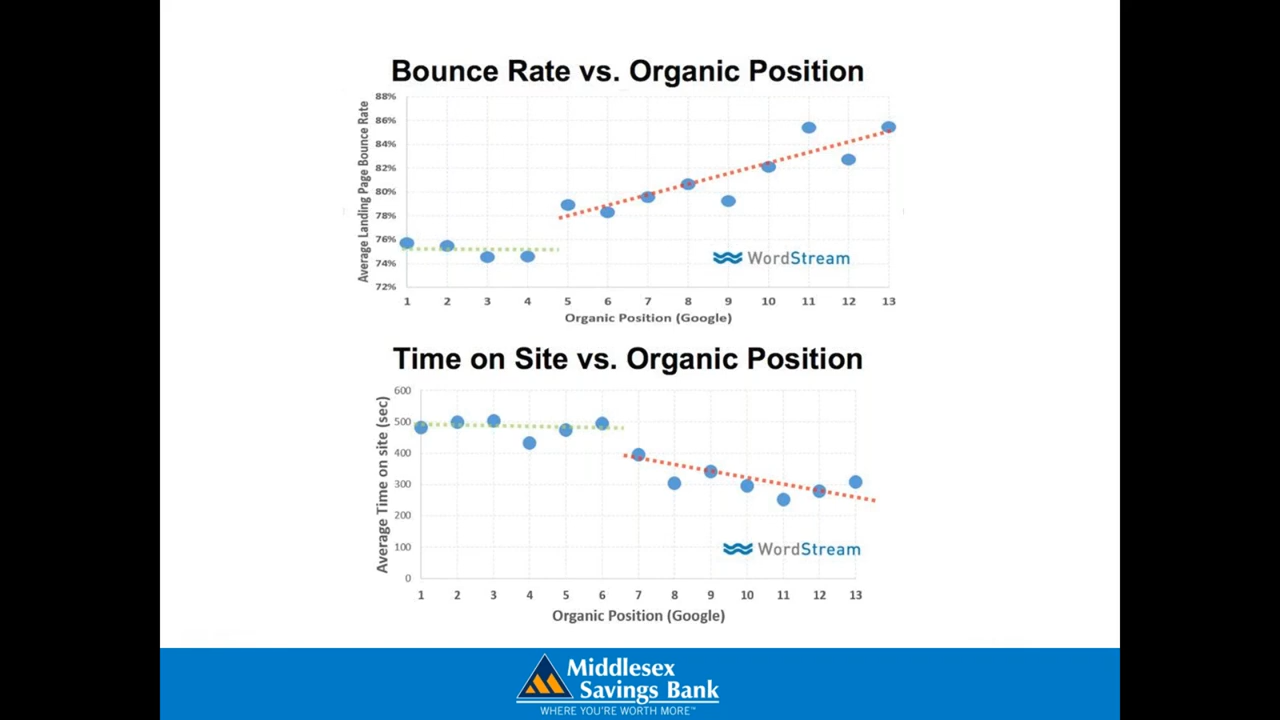 Bounce Rate vs. Organic Position
Average Landing Page Bounce Rate
88%
86%
84%
82%
80%
78%
76%
74%
72%
WordStream
1 2 3 4 5 6 7 8 9 10 11 12 13
Organic Position (Google)
Time on Site vs. Organic Position
Average Time on site (sec)
600
500
400
300
200
100
0
WordStream
1 2 3 4 5 6 7 8 9 10 11 12 13
Organic Position (Google)
Middlesex
Savings Bank
WHERE YOU'RE WORTH MORE™